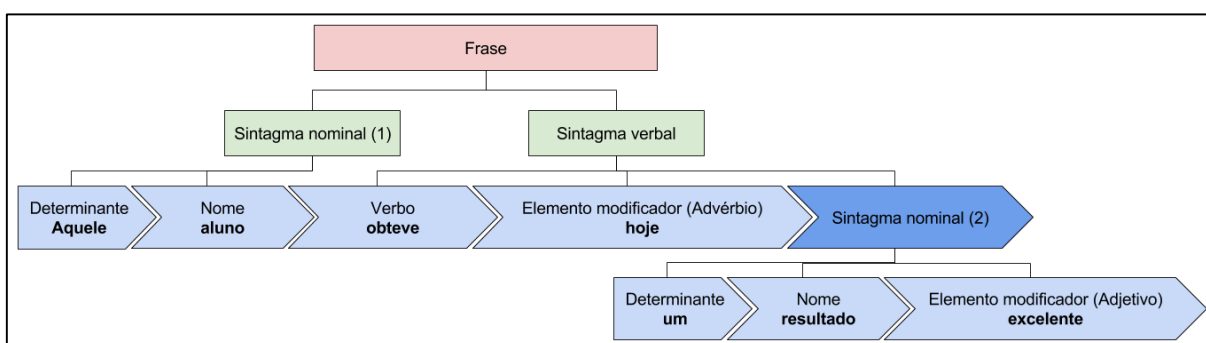 Frase
Sintagma nominal (1)
Sintagma verbal
Determinante
Aquele
Nome
aluno
Verbo
obteve
Elemento modificador (Advérbio)
hoje
Sintagma nominal (2)
Determinante
um
Nome
resultado
Elemento modificador (Adjetivo)
excelente